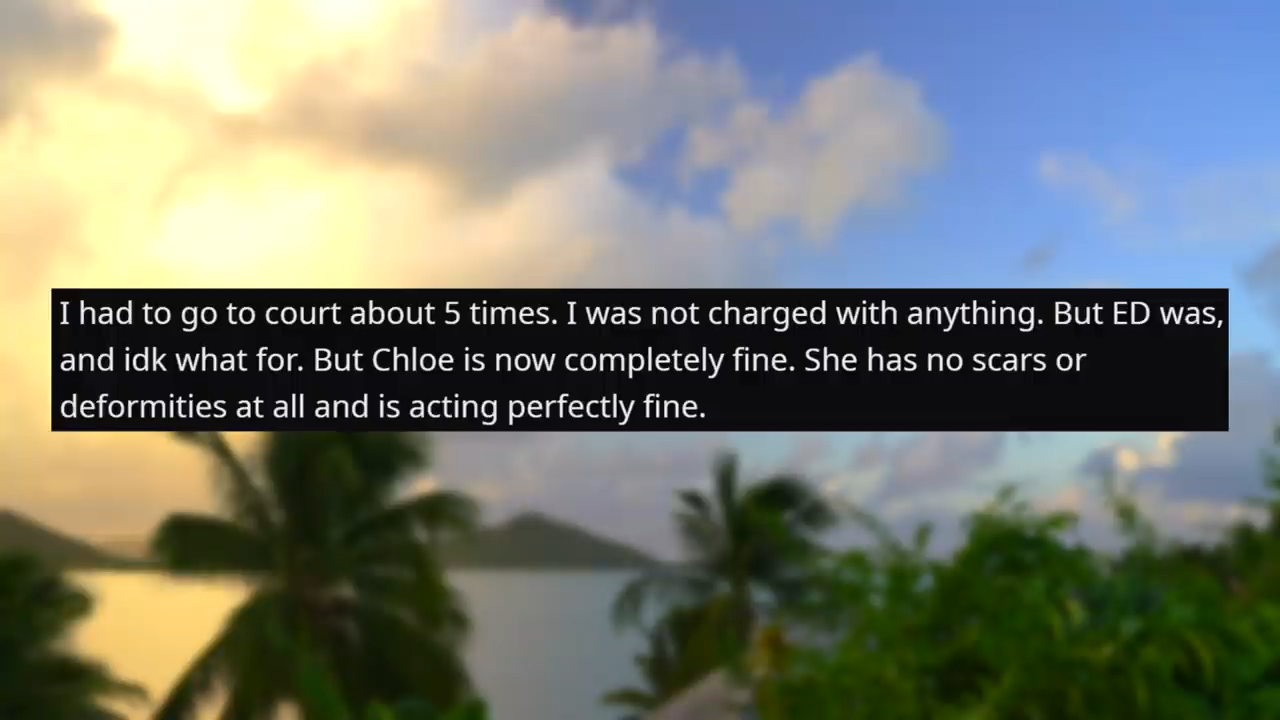 I had to go to court about 5 times. I was not charged with anything. But ED was,
and idk what for. But Chloe is now completely fine. She has no scars or
deformities at all and is acting perfectly fine.